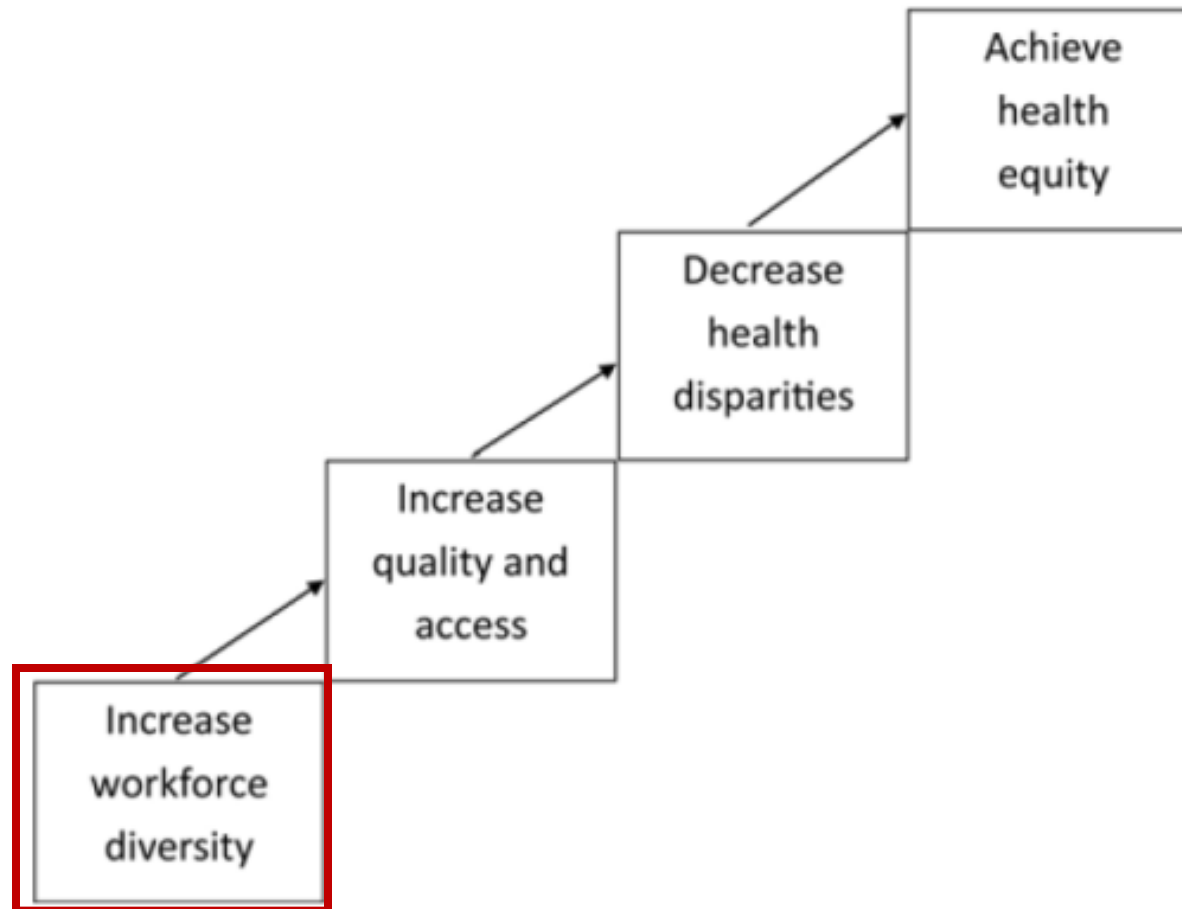 Achieve
health
equity
Decrease
health
disparities
Increase
quality and
access
Increase
workforce
diversity